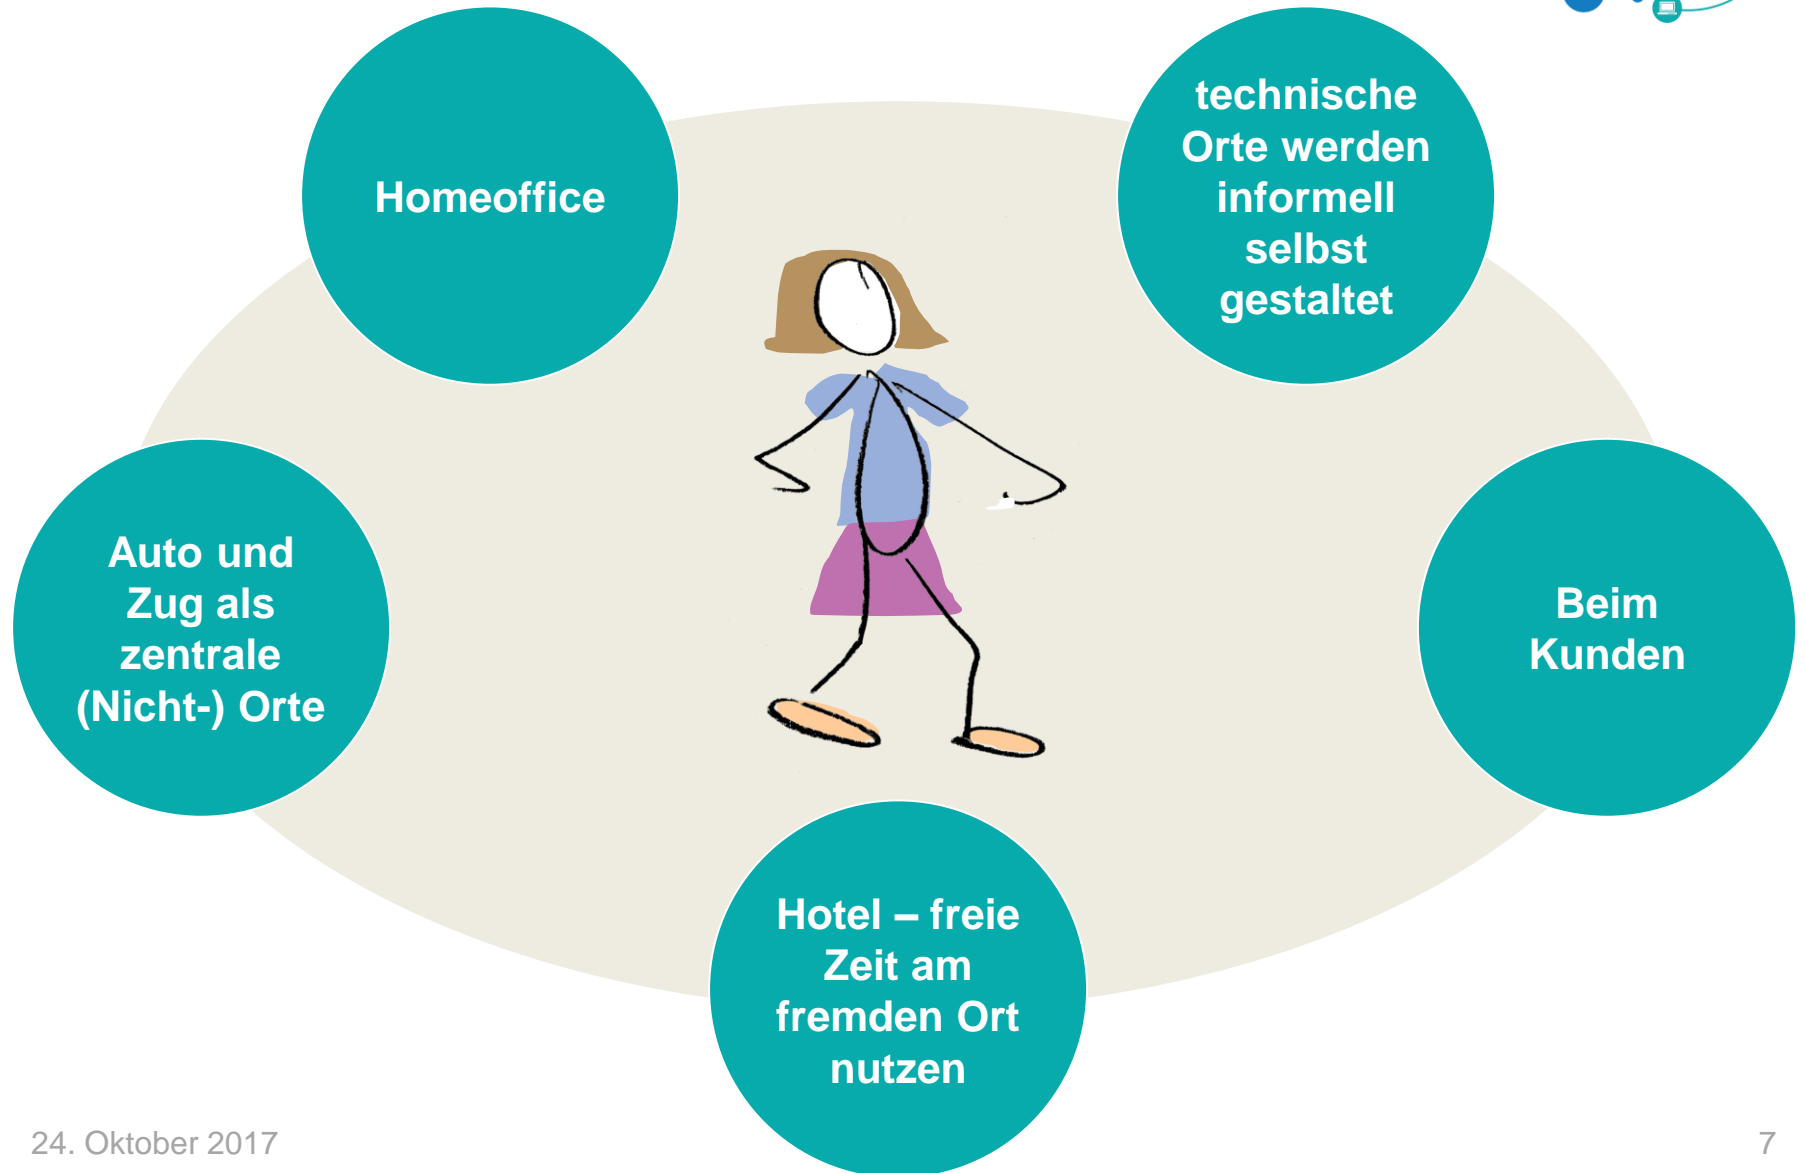 Homeoffice
technische
Orte werden
informell
selbst
gestaltet
Auto und
Zug als
zentrale
(Nicht-) Orte
Beim
Kunden
Hotel – freie
Zeit am
fremden Ort
nutzen
24. Oktober 2017
7